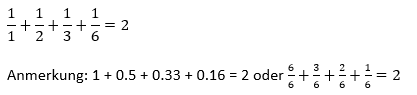 1/1 + 1/2 + 1/3 + 1/6 = 2
Anmerkung: 1 + 0.5 + 0.33 + 0.16 = 2 oder 6/6 + 3/6 + 2/6 + 1/6 = 2